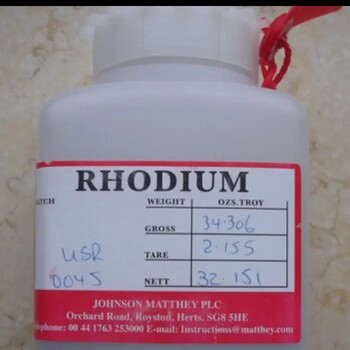 RHODIUM
ATCH
WEIGHT OZS.TROY
GROSS 34.306
USR
TARE 2.155
0045
NETT 32.151
JOHNSON MATTHEY PLC
Orchard Road, Royston, Herts. SG8 5HE
elephone: 00 44 1763 253000 E-mail: Instructions@matthey.com